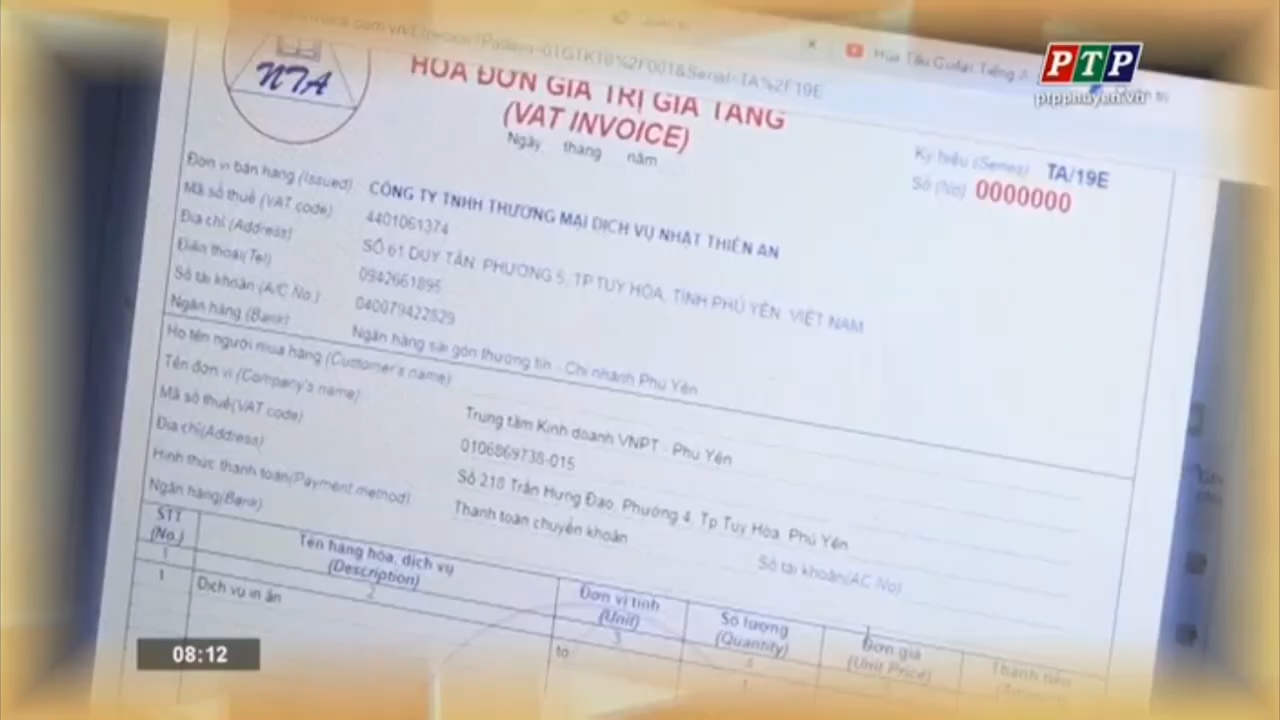 PTP
ptpphuyen.vn
NTA
HÓA ĐƠN GIÁ TRỊ GIA TĂNG
(VAT INVOICE)
Ngày tháng năm
Ký hiệu (Series) TA/19E
Số (No) 0000000
Đơn vị bán hàng (Issued) CÔNG TY TNHH THƯƠNG MẠI DỊCH VỤ NHẬT THIÊN AN
Mã số thuế (VAT code) 4401061374
Địa chỉ (Address) SỐ 61 DUY TÂN, PHƯỜNG 5, TP TUY HÒA, TỈNH PHÚ YÊN, VIỆT NAM
Điện thoại(Tel) 0942661895
Số tài khoản (A/C No.) 040079422829
Ngân hàng (Bank) Ngân hàng sài gòn thương tín - Chi nhánh Phú Yên
Họ tên người mua hàng (Customer's name)
Tên đơn vị (Company's name) Trung tâm Kinh doanh VNPT - Phú Yên
Mã số thuế(VAT code) 0106869738-015
Địa chỉ(Address) Số 218 Trần Hưng Đạo, Phường 4, Tp Tuy Hòa, Phú Yên
Hình thức thanh toán(Payment method) Thanh toán chuyển khoản
Ngân hàng(Bank) Số tài khoản(AC No)
STT (No.)
Tên hàng hóa, dịch vụ (Description)
Đơn vị tính (Unit)
Số lượng (Quantity)
Đơn giá (Unit Price)
Thành tiền
1 2 3 4
1 Dịch vụ in ấn tờ
08:12